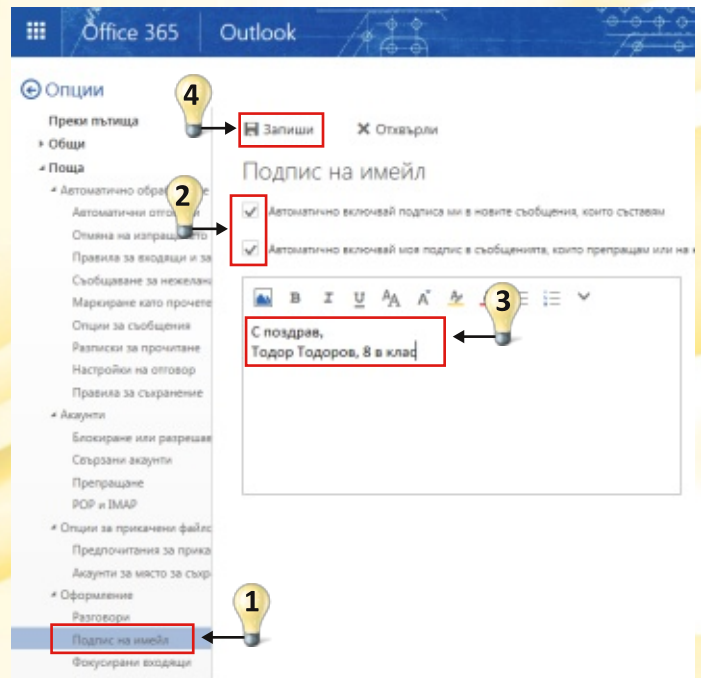 Office 365 Outlook
Опции
Преки пътища
Общи
Поща
Автоматично
Автоматични
Отмяна на
Правила за входящи и за
Съобщаване за нежелан
Маркиране като прочете
Опции за съобщения
Разписки за прочитане
Настройки на отговор
Правила за съхранение
Акаунти
Блокиране или разрешав
Свързани акаунти
Препращане
POP и IMAP
Опции за прикачени файлс
Предпочитания за прика
Акаунти за място за съхр
Оформление
Разговори
Подпис на имейл
Фокусирани входящи
1
4
Запиши Отхвърли
Подпис на имейл
2
Автоматично включвай подписа ми в новите съобщения, които съставям
Автоматично включвай моя подпис в съобщенията, които препращам или на
B I U
3
С поздрав,
Тодор Тодоров, 8 в клас